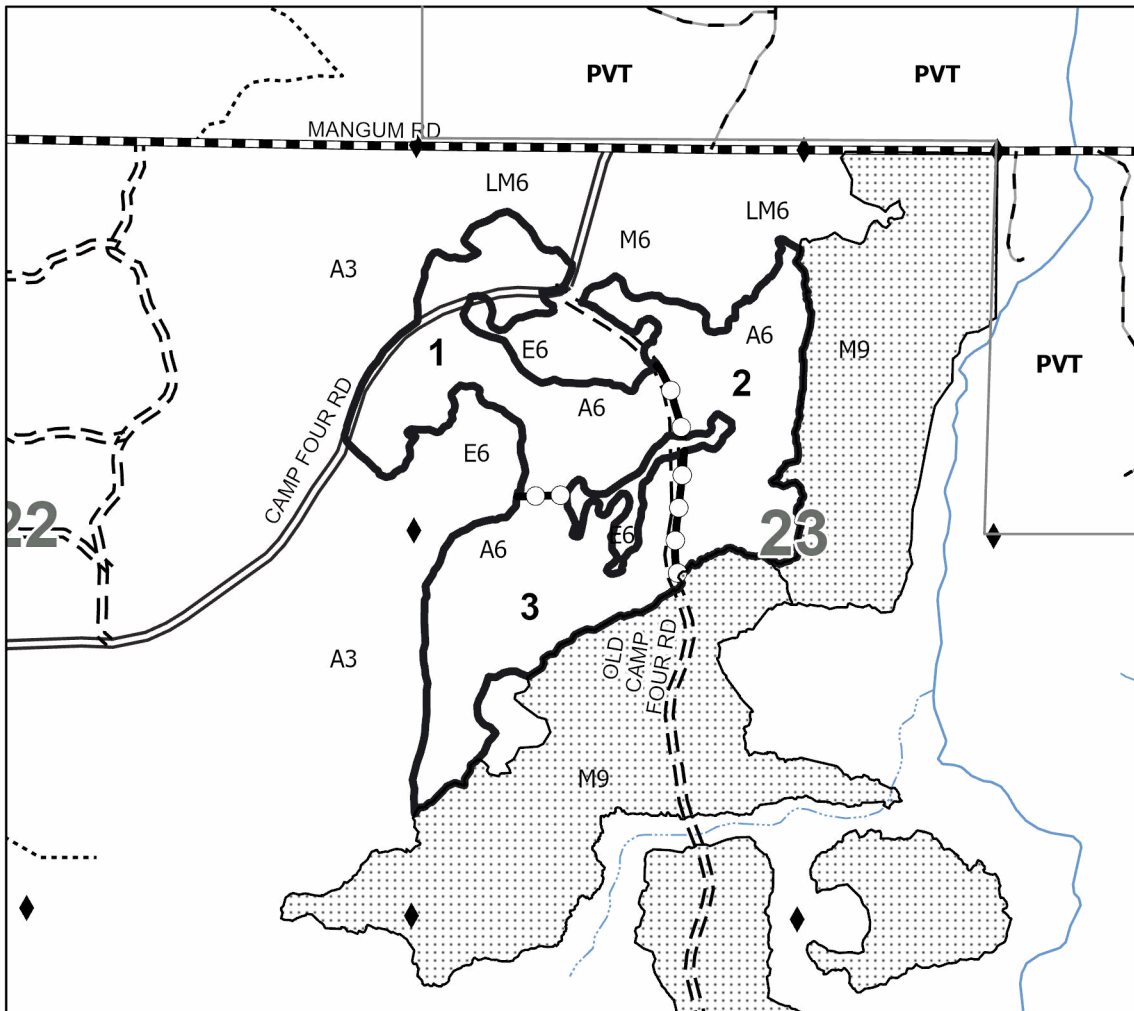 PVT
PVT
MANGUM RD
LM6
LM6
M6
A3
A6
E6
M9
1
2
PVT
CAMP FOUR RD
A6
E6
22
E6
23
A6
3
A3
OLD
CAMP
FOUR RD
M9